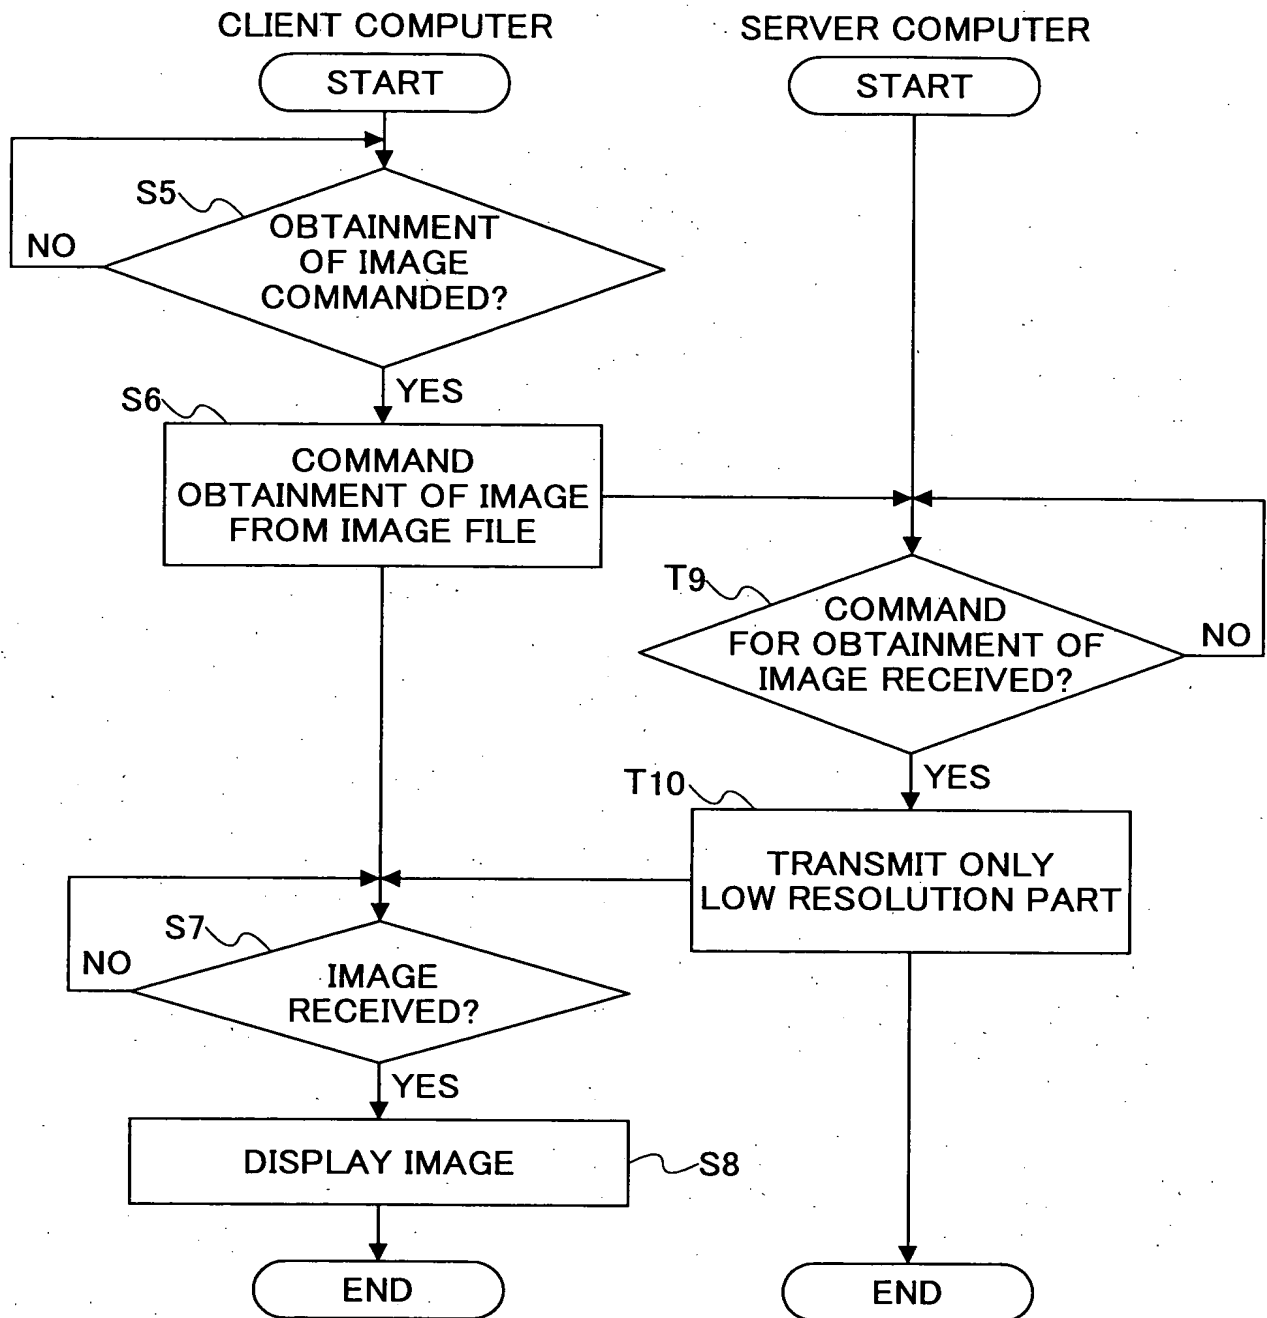 CLIENT COMPUTER
SERVER COMPUTER
START
START
S5
OBTAINMENT
OF IMAGE
COMMANDED?
NO
YES
S6
COMMAND
OBTAINMENT OF IMAGE
FROM IMAGE FILE
T9
COMMAND
FOR OBTAINMENT OF
IMAGE RECEIVED?
NO
YES
T10
TRANSMIT ONLY
LOW RESOLUTION PART
S7
NO
IMAGE
RECEIVED?
YES
DISPLAY IMAGE
S8
END
END